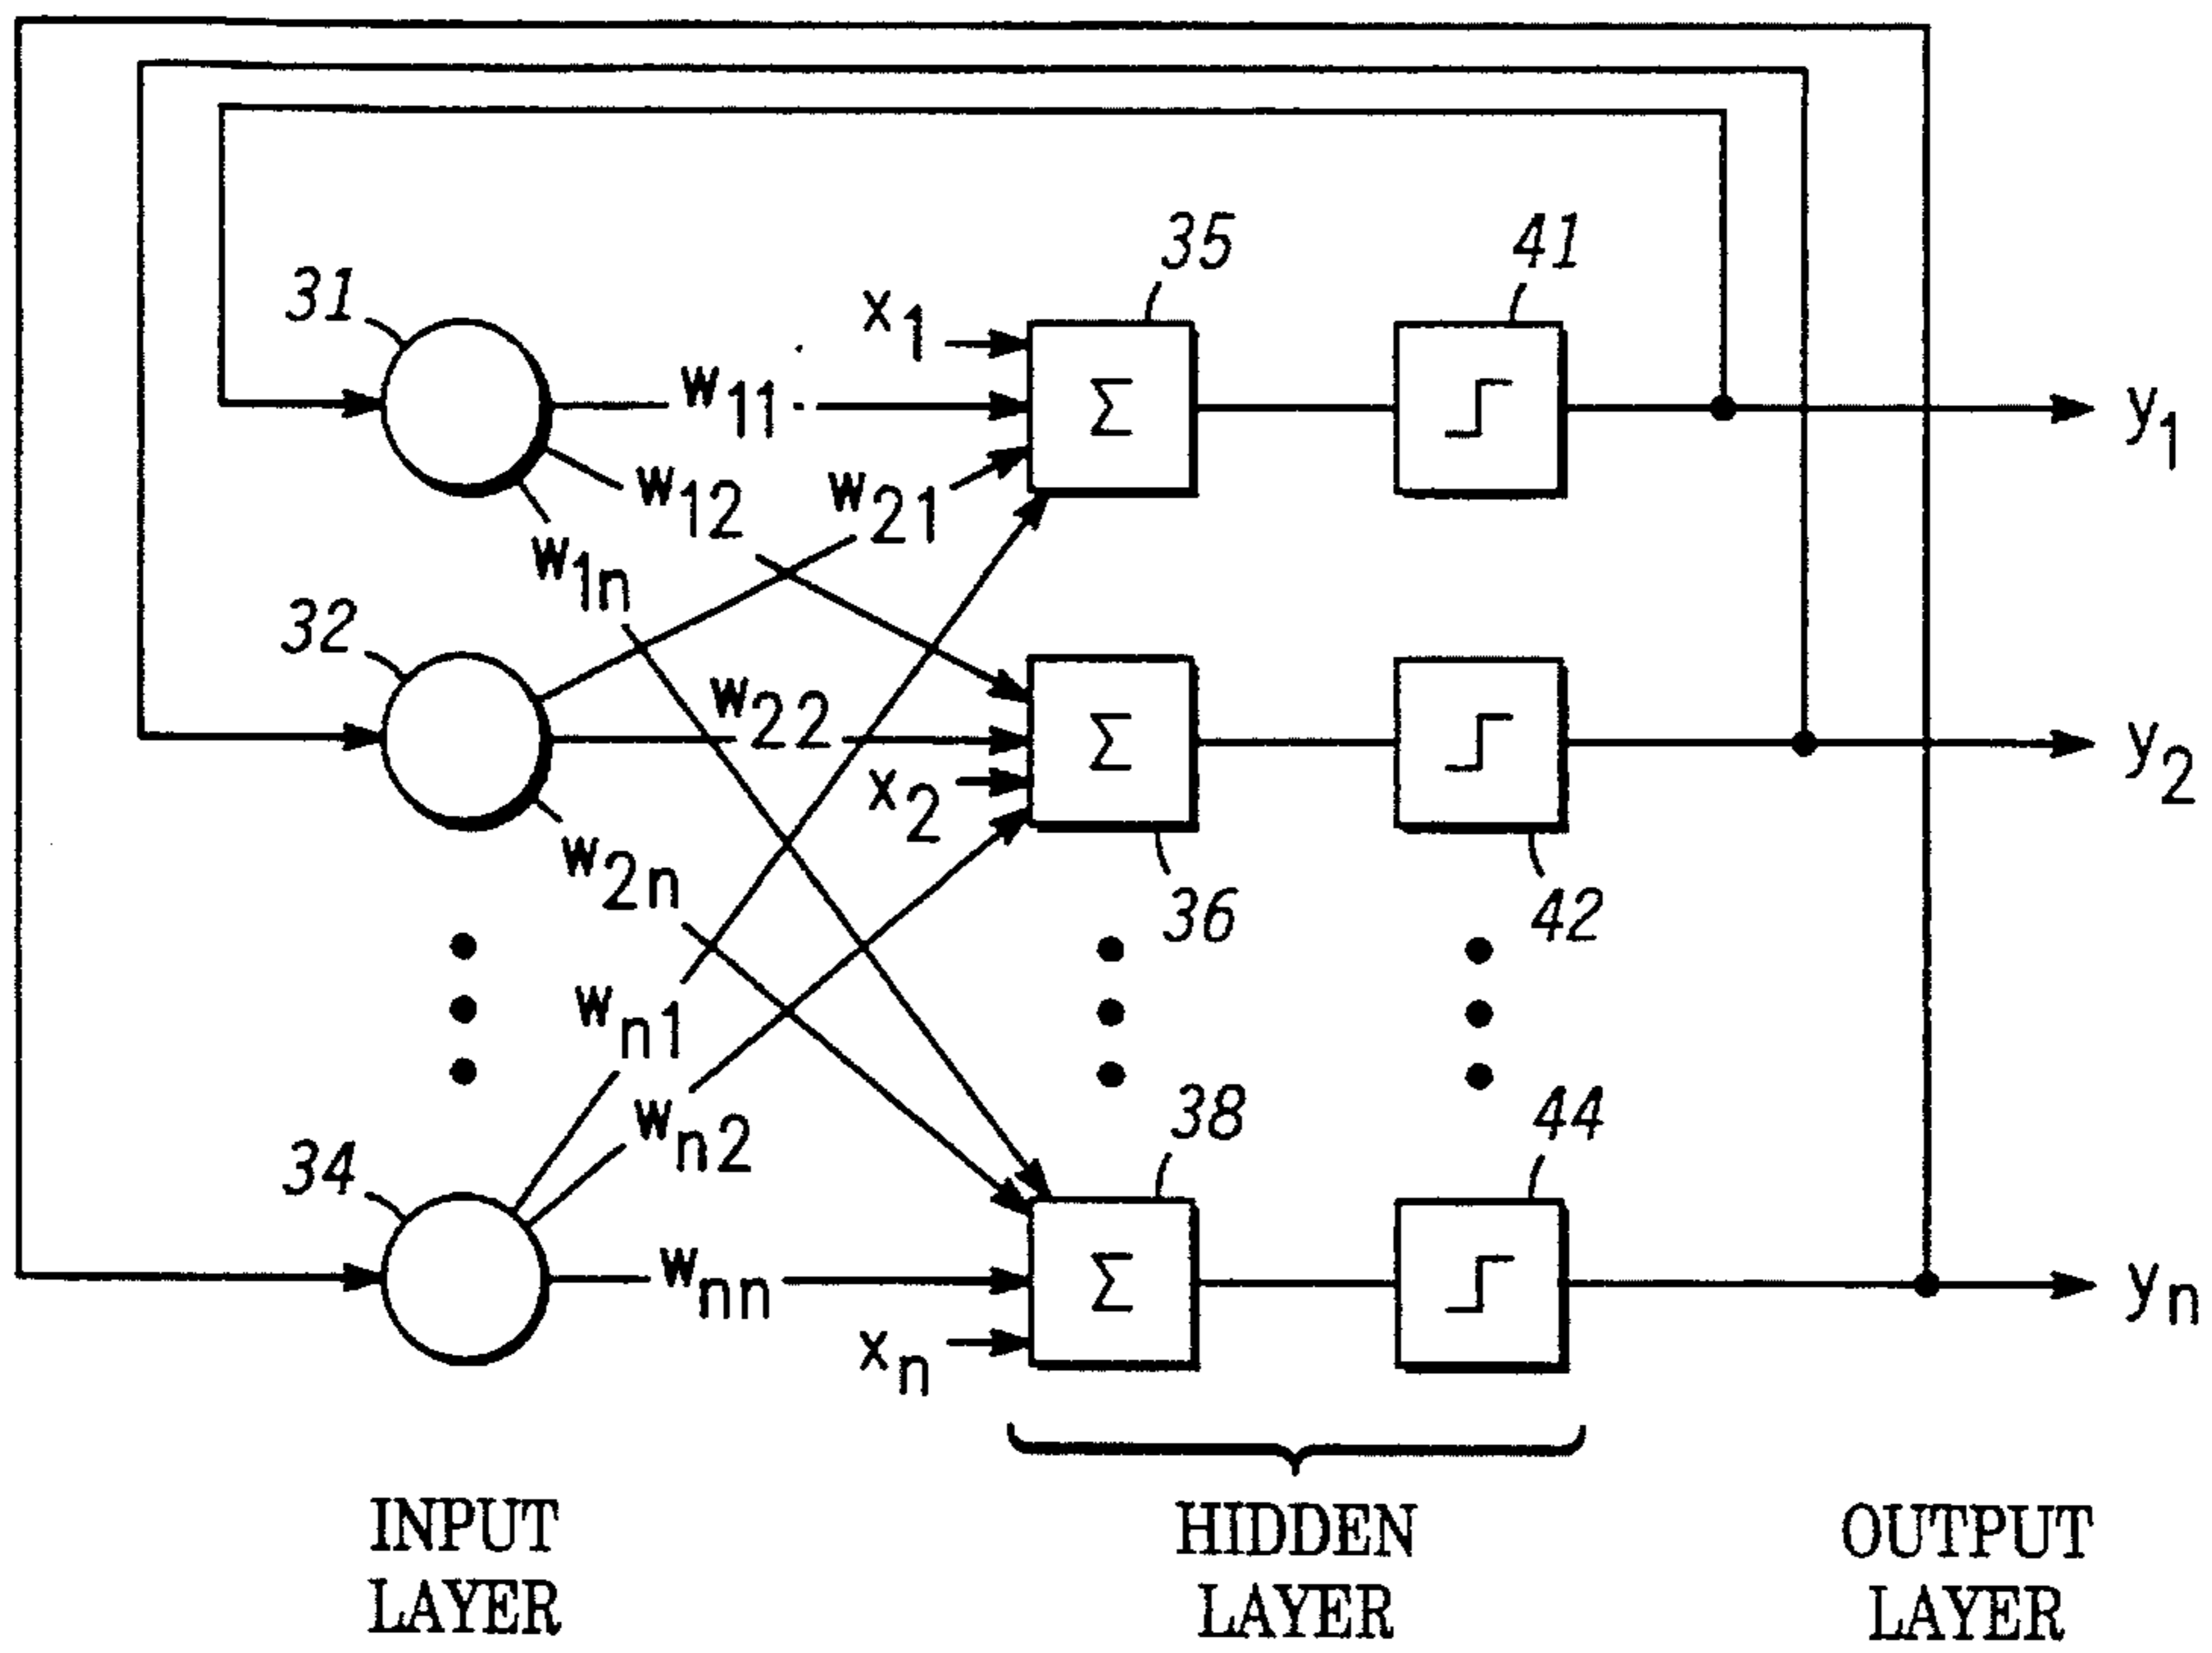 35
41
31
x1
w11
Σ
y1
w12
w21
w1n
32
w22
Σ
y2
x2
w2n
36
42
wn1
38
44
wn2
34
wnn
Σ
yn
xn
INPUT
LAYER
HIDDEN
LAYER
OUTPUT
LAYER